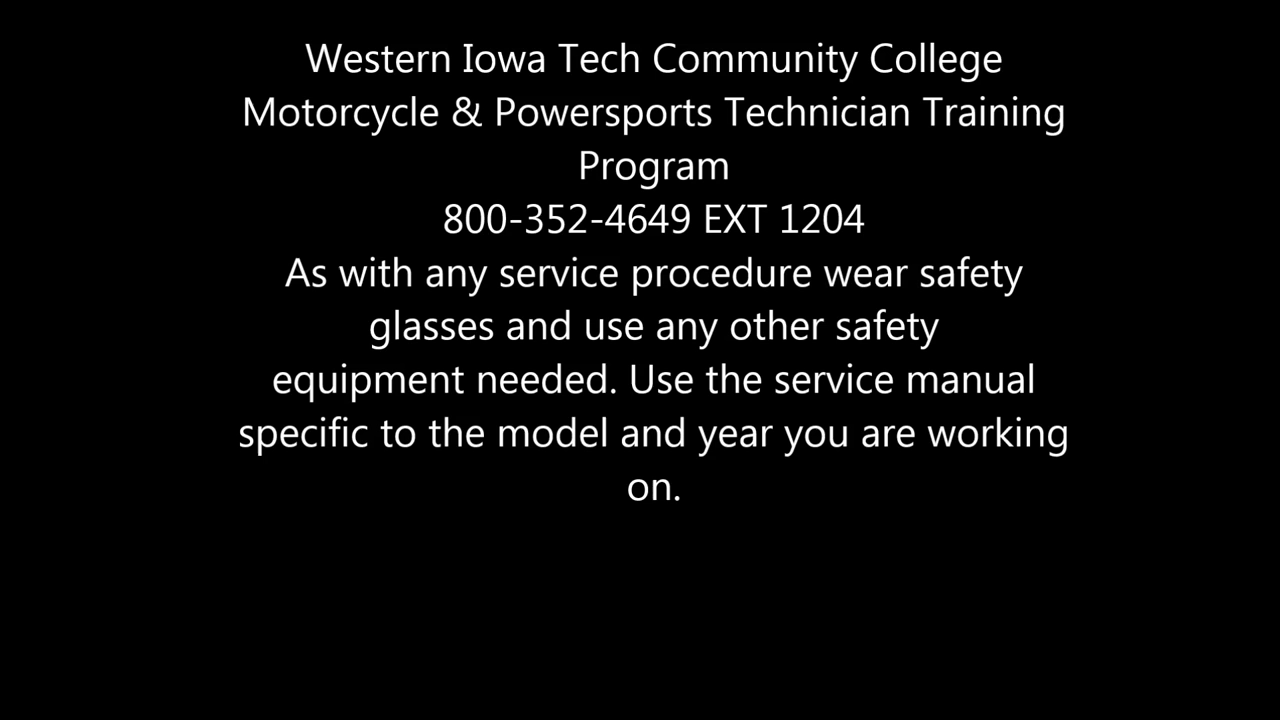 Western Iowa Tech Community College
Motorcycle & Powersports Technician Training
Program
800-352-4649 EXT 1204
As with any service procedure wear safety
glasses and use any other safety
equipment needed. Use the service manual
specific to the model and year you are working
on.